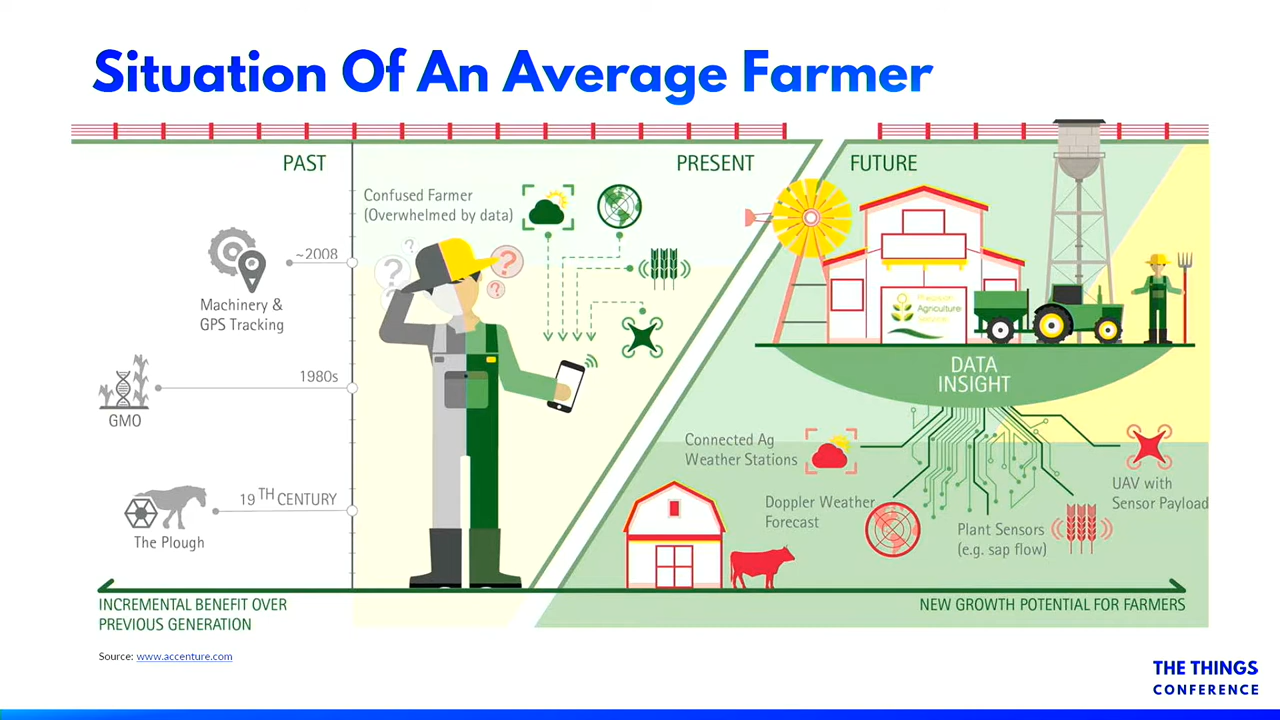 Situation Of An Average Farmer
PAST
PRESENT
FUTURE
Confused Farmer
(Overwhelmed by data)
?
?
?
?
~2008
Machinery &
GPS Tracking
1980s
GMO
19TH CENTURY
The Plough
Precision
Agriculture
DATA
INSIGHT
Connected Ag
Weather Stations
Doppler Weather
Forecast
Plant Sensors
(e.g. sap flow)
UAV with
Sensor Payload
INCREMENTAL BENEFIT OVER
PREVIOUS GENERATION
NEW GROWTH POTENTIAL FOR FARMERS
Source: www.accenture.com
THE THINGS
CONFERENCE